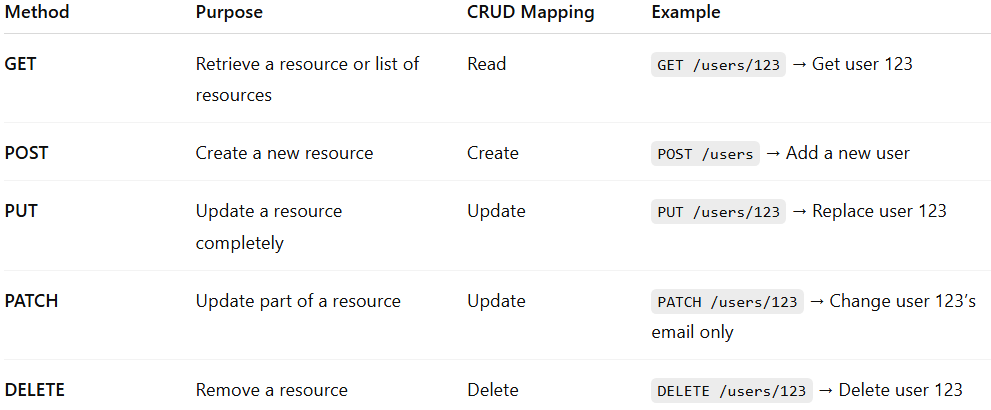 Method Purpose CRUD Mapping Example
GET Retrieve a resource or list of Read GET /users/123 → Get user 123
resources
POST Create a new resource Create POST /users → Add a new user
PUT Update a resource Update PUT /users/123 → Replace user 123
completely
PATCH Update part of a resource Update PATCH /users/123 → Change user 123’s
email only
DELETE Remove a resource Delete DELETE /users/123 → Delete user 123